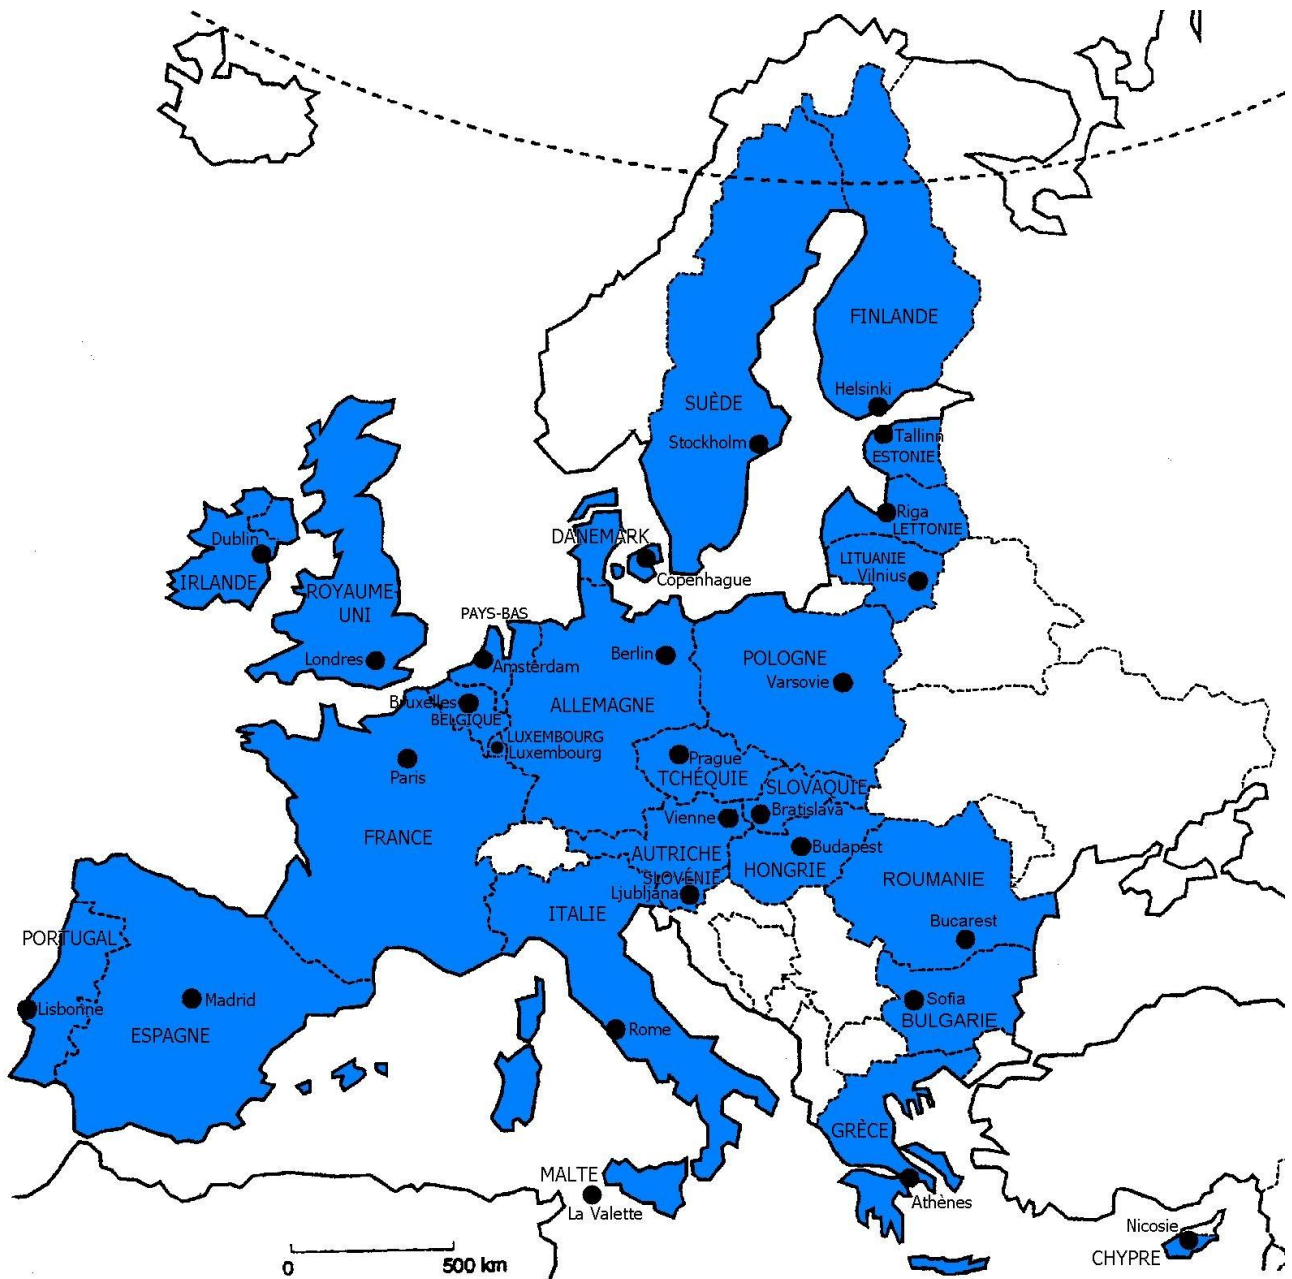 FINLANDE
Helsinki
SUÈDE
Stockholm
Tallinn
ESTONIE
Riga
LETTONIE
DANEMARK
Dublin
LITUANIE
Vilnius
Copenhague
IRLANDE
ROYAUME-
UNI
PAYS-BAS
Londres
Amsterdam
Berlin
POLOGNE
Varsovie
Bruxelles
BELGIQUE
ALLEMAGNE
LUXEMBOURG
Luxembourg
Paris
Prague
TCHÉQUIE
SLOVAQUIE
Bratislava
Vienne
FRANCE
AUTRICHE
Budapest
HONGRIE
SLOVÉNIE
Ljubljana
ROUMANIE
ITALIE
Bucarest
PORTUGAL
Lisbonne
Madrid
ESPAGNE
Sofia
BULGARIE
Rome
GRÈCE
MALTE
La Valette
Athènes
Nicosie
CHYPRE
0 500 km